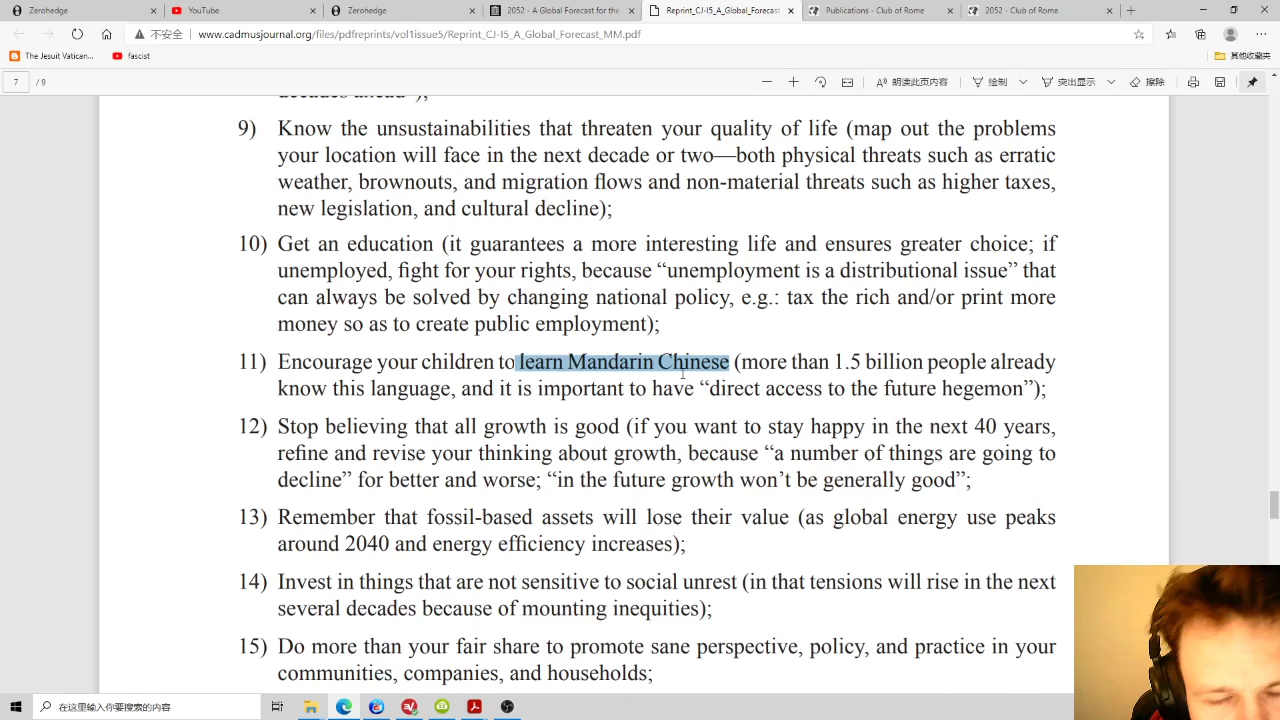 Zerohedge
YouTube
Zerohedge
2052 - A Global Forecast for the
Reprint_CJ-I5_A_Global_Forecast
Publications - Club of Rome
2052 - Club of Rome
不安全
www.cadmusjournal.org/files/pdfreprints/vol1issue5/Reprint_CJ-I5_A_Global_Forecast_MM.pdf
The Jesuit Vatican...
fascist
其他收藏夹
7 / 9
朗读此页内容
绘制
突出显示
擦除
decades ahead”);
9) Know the unsustainabilities that threaten your quality of life (map out the problems
your location will face in the next decade or two—both physical threats such as erratic
weather, brownouts, and migration flows and non-material threats such as higher taxes,
new legislation, and cultural decline);
10) Get an education (it guarantees a more interesting life and ensures greater choice; if
unemployed, fight for your rights, because “unemployment is a distributional issue” that
can always be solved by changing national policy, e.g.: tax the rich and/or print more
money so as to create public employment);
11) Encourage your children to learn Mandarin Chinese (more than 1.5 billion people already
know this language, and it is important to have “direct access to the future hegemon”);
12) Stop believing that all growth is good (if you want to stay happy in the next 40 years,
refine and revise your thinking about growth, because “a number of things are going to
decline” for better and worse; “in the future growth won’t be generally good”;
13) Remember that fossil-based assets will lose their value (as global energy use peaks
around 2040 and energy efficiency increases);
14) Invest in things that are not sensitive to social unrest (in that tensions will rise in the next
several decades because of mounting inequities);
15) Do more than your fair share to promote sane perspective, policy, and practice in your
communities, companies, and households;
在这里输入你要搜索的内容